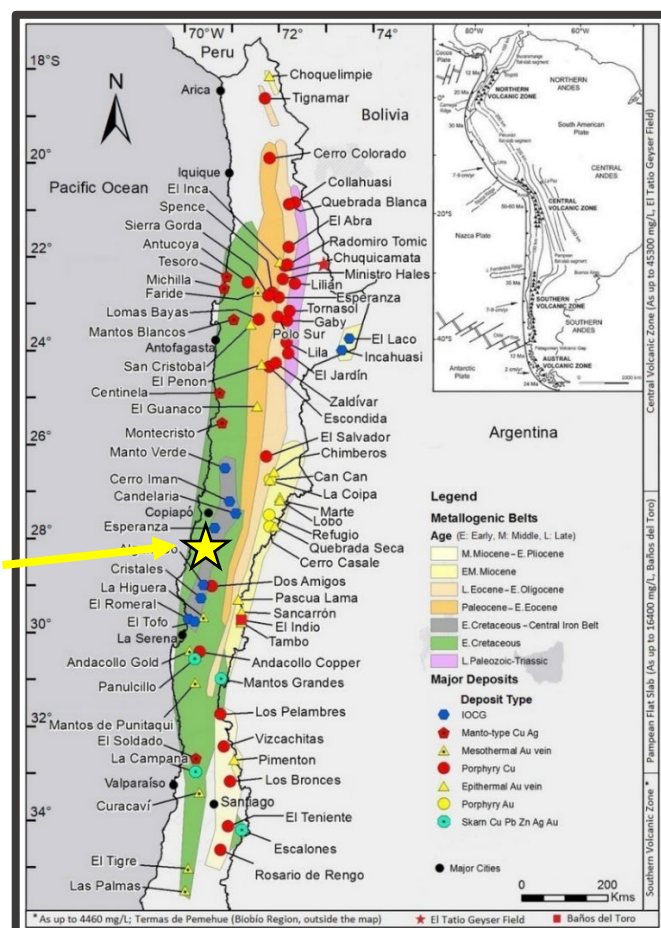 70°W 72°
Peru
18°S
N
Choquelimpie
Arica
Tignamar
Bolivia
20°
Cerro Colorado
Iquique
Pacific Ocean
El Inca
Collahuasi
Spence
Quebrada Blanca
Sierra Gorda
El Abra
22°
Antucoya
Radomiro Tomic
Tesoro
Chuquicamata
Michilla
Ministro Hales
Faride
Lilian
Esperanza
Lomas Bayas
Tornasol
Mantos Blancos
Gaby
Polo Sur
El Laco
24°
Antofagasta
Lila
Incahuasi
San Cristobal
El Jardín
El Penon
Zaldívar
Centinela
Escondida
El Guanaco
Montecristo
El Salvador
26°
Manto Verde
Chimberos
Cerro Iman
Can Can
Candelaria
La Coipa
Copiapó
Marte
Esperanza
Lobo
28°
Refugio
Quebrada Seca
Cerro Casale
Cristales
Dos Amigos
La Higuera
Pascua Lama
El Romeral
Sancarrón
30°
El Tofo
El Indio
La Serena
Tambo
Andacollo Gold
Andacollo Copper
Panulcillo
Mantos Grandes
Mantos de Punitaqui
32°
Los Pelambres
El Soldado
Vizcachitas
La Campana
Pimenton
Valparaíso
Los Bronces
Curacaví
Santiago
34°
El Teniente
Escalones
El Tigre
Rosario de Rengo
Las Palmas
Argentina
Cocos Plate
NORTHERN VOLCANIC ZONE
NORTHERN ANDES
South American Plate
CENTRAL ANDES
CENTRAL VOLCANIC ZONE
Nazca Plate
SOUTHERN VOLCANIC ZONE
SOUTHERN ANDES
AUSTRAL VOLCANIC ZONE
Antarctic Plate
0°
20°S
40°S
Legend
Metallogenic Belts
Age (E: Early, M: Middle, L: Late)
M.Miocene-E.Pliocene
EM.Miocene
L.Eocene-E.Oligocene
Paleocene-E.Eocene
E.Cretaceous-Central Iron Belt
E.Cretaceous
L.Paleozoic-Triassic
Major Deposits
Deposit Type
IOCG
Manto-type Cu Ag
Mesothermal Au vein
Porphyry Cu
Epithermal Au vein
Porphyry Au
Skarn Cu Pb Zn Ag Au
Major Cities
0 200
Kms
Central Volcanic Zone (As up to 45300 mg/L, El Tatio Geyser Field)
Pampean Flat Slab (As up to 16400 mg/L, Baños del Toro)
Southern Volcanic Zone *
* As up to 4460 mg/L; Termas de Pemehue (Biobío Region, outside the map) El Tatio Geyser Field Baños del Toro